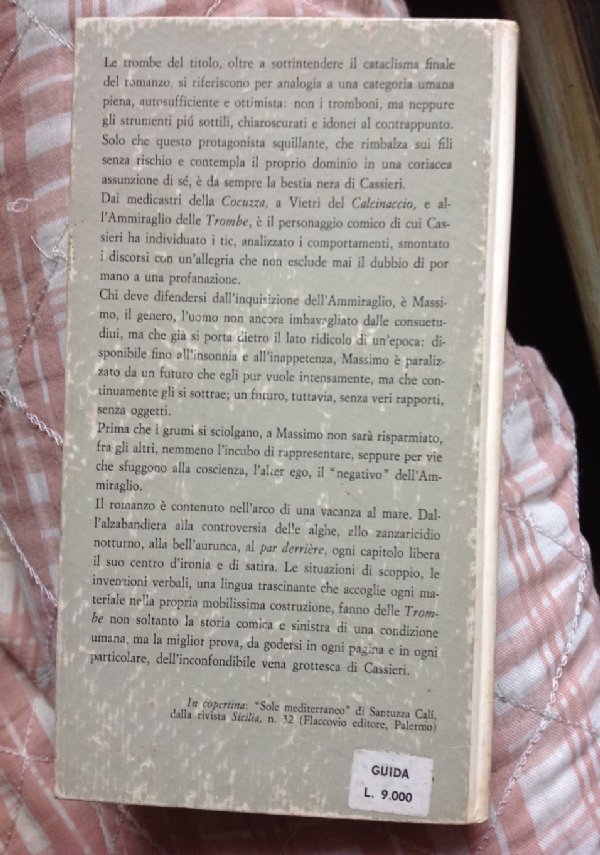 Le trombe del titolo, oltre a sottintendere il cataclisma finale
del romanzo, si riferiscono per analogia a una categoria umana
piena, autosufficiente e ottimista: non i tromboni, ma neppure
gli strumenti piú sottili, chiaroscurati e idonei al contrappunto.
Solo che questo protagonista squillante, che rimbalza sui fili
senza rischio e contempla il proprio dominio in una coriacea
assunzione di sé, è da sempre la bestia nera di Cassieri.
Dai medicastri della Cocuzza, a Vietri del Calcinaccio, e al-
l'Ammiraglio delle Trombe, è il personaggio comico di cui Cas-
sieri ha individuato i tic, analizzato i comportamenti, smontato
i discorsi con un'allegria che non esclude mai il dubbio di por
mano a una profanazione.
Chi deve difendersi dall'inquisizione dell'Ammiraglio, è Massi-
mo, il genero, l'uomo non ancora imbavagliato dalle consuetu-
dini, ma che già si porta dietro il lato ridicolo di un'epoca: di-
sponibile fino all'insonnia e all'inappetenza, Massimo è paraliz-
zato da un futuro che egli pur vuole intensamente, ma che con-
tinuamente gli si sottrae; un futuro, tuttavia, senza veri rapporti,
senza oggetti.
Prima che i grumi si sciolgano, a Massimo non sarà risparmiato,
fra gli altri, nemmeno l'incubo di rappresentare, seppure per vie
che sfuggono alla coscienza, l'alter ego, il "negativo" dell'Am-
miraglio.
Il romanzo è contenuto nell'arco di una vacanza al mare. Dal-
l'alzabandiera alla controversia delle alghe, allo zanzaricidio
notturno, alla bell'aurunca, al par derrière, ogni capitolo libera
il suo centro d'ironia e di satira. Le situazioni di scoppio, le
invenzioni verbali, una lingua trascinante che accoglie ogni ma-
teriale nella propria mobilissima costruzione, fanno delle Trom-
be non soltanto la storia comica e sinistra di una condizione
umana, ma la miglior prova, da godersi in ogni pagina e in ogni
particolare, dell'inconfondibile vena grottesca di Cassieri.
In copertina: "Sole mediterraneo" di Santuzza Calí,
dalla rivista Sicilia, n. 32 (Flaccovio editore, Palermo)
GUIDA
L. 9.000